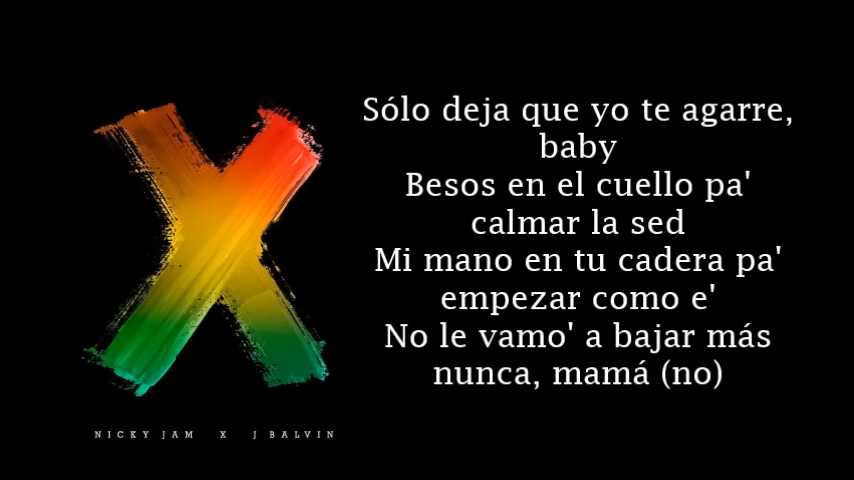 Sólo deja que yo te agarre,
baby
Besos en el cuello pa'
calmar la sed
Mi mano en tu cadera pa'
empezar como e'
No le vamo' a bajar más
nunca, mamá (no)
NICKY JAM X J BALVIN